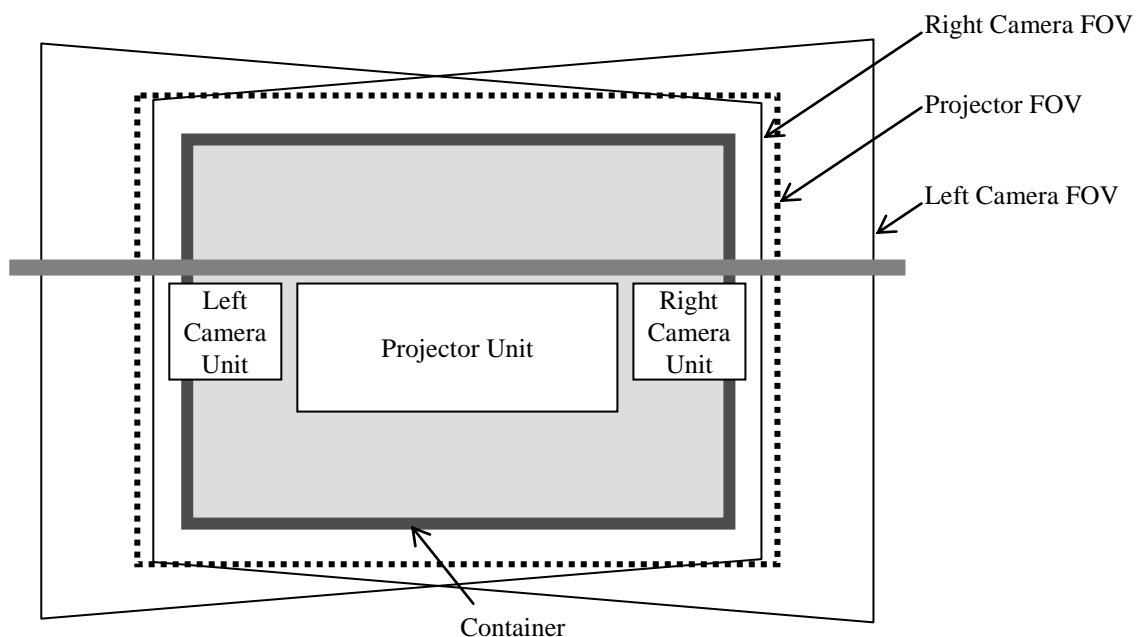 Right Camera FOV
Projector FOV
Left Camera FOV
Left
Camera
Unit
Projector Unit
Right
Camera
Unit
Container